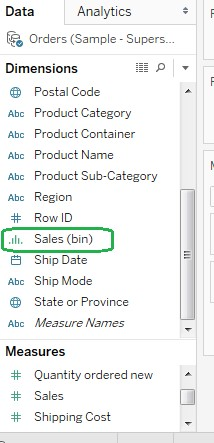 Data Analytics
Orders (Sample - Supers...
Dimensions
Postal Code
Abc Product Category
Abc Product Container
Abc Product Name
Abc Product Sub-Category
Abc Region
# Row ID
Sales (bin)
Ship Date
Abc Ship Mode
State or Province
Abc Measure Names
Measures
# Quantity ordered new
# Sales
# Shipping Cost